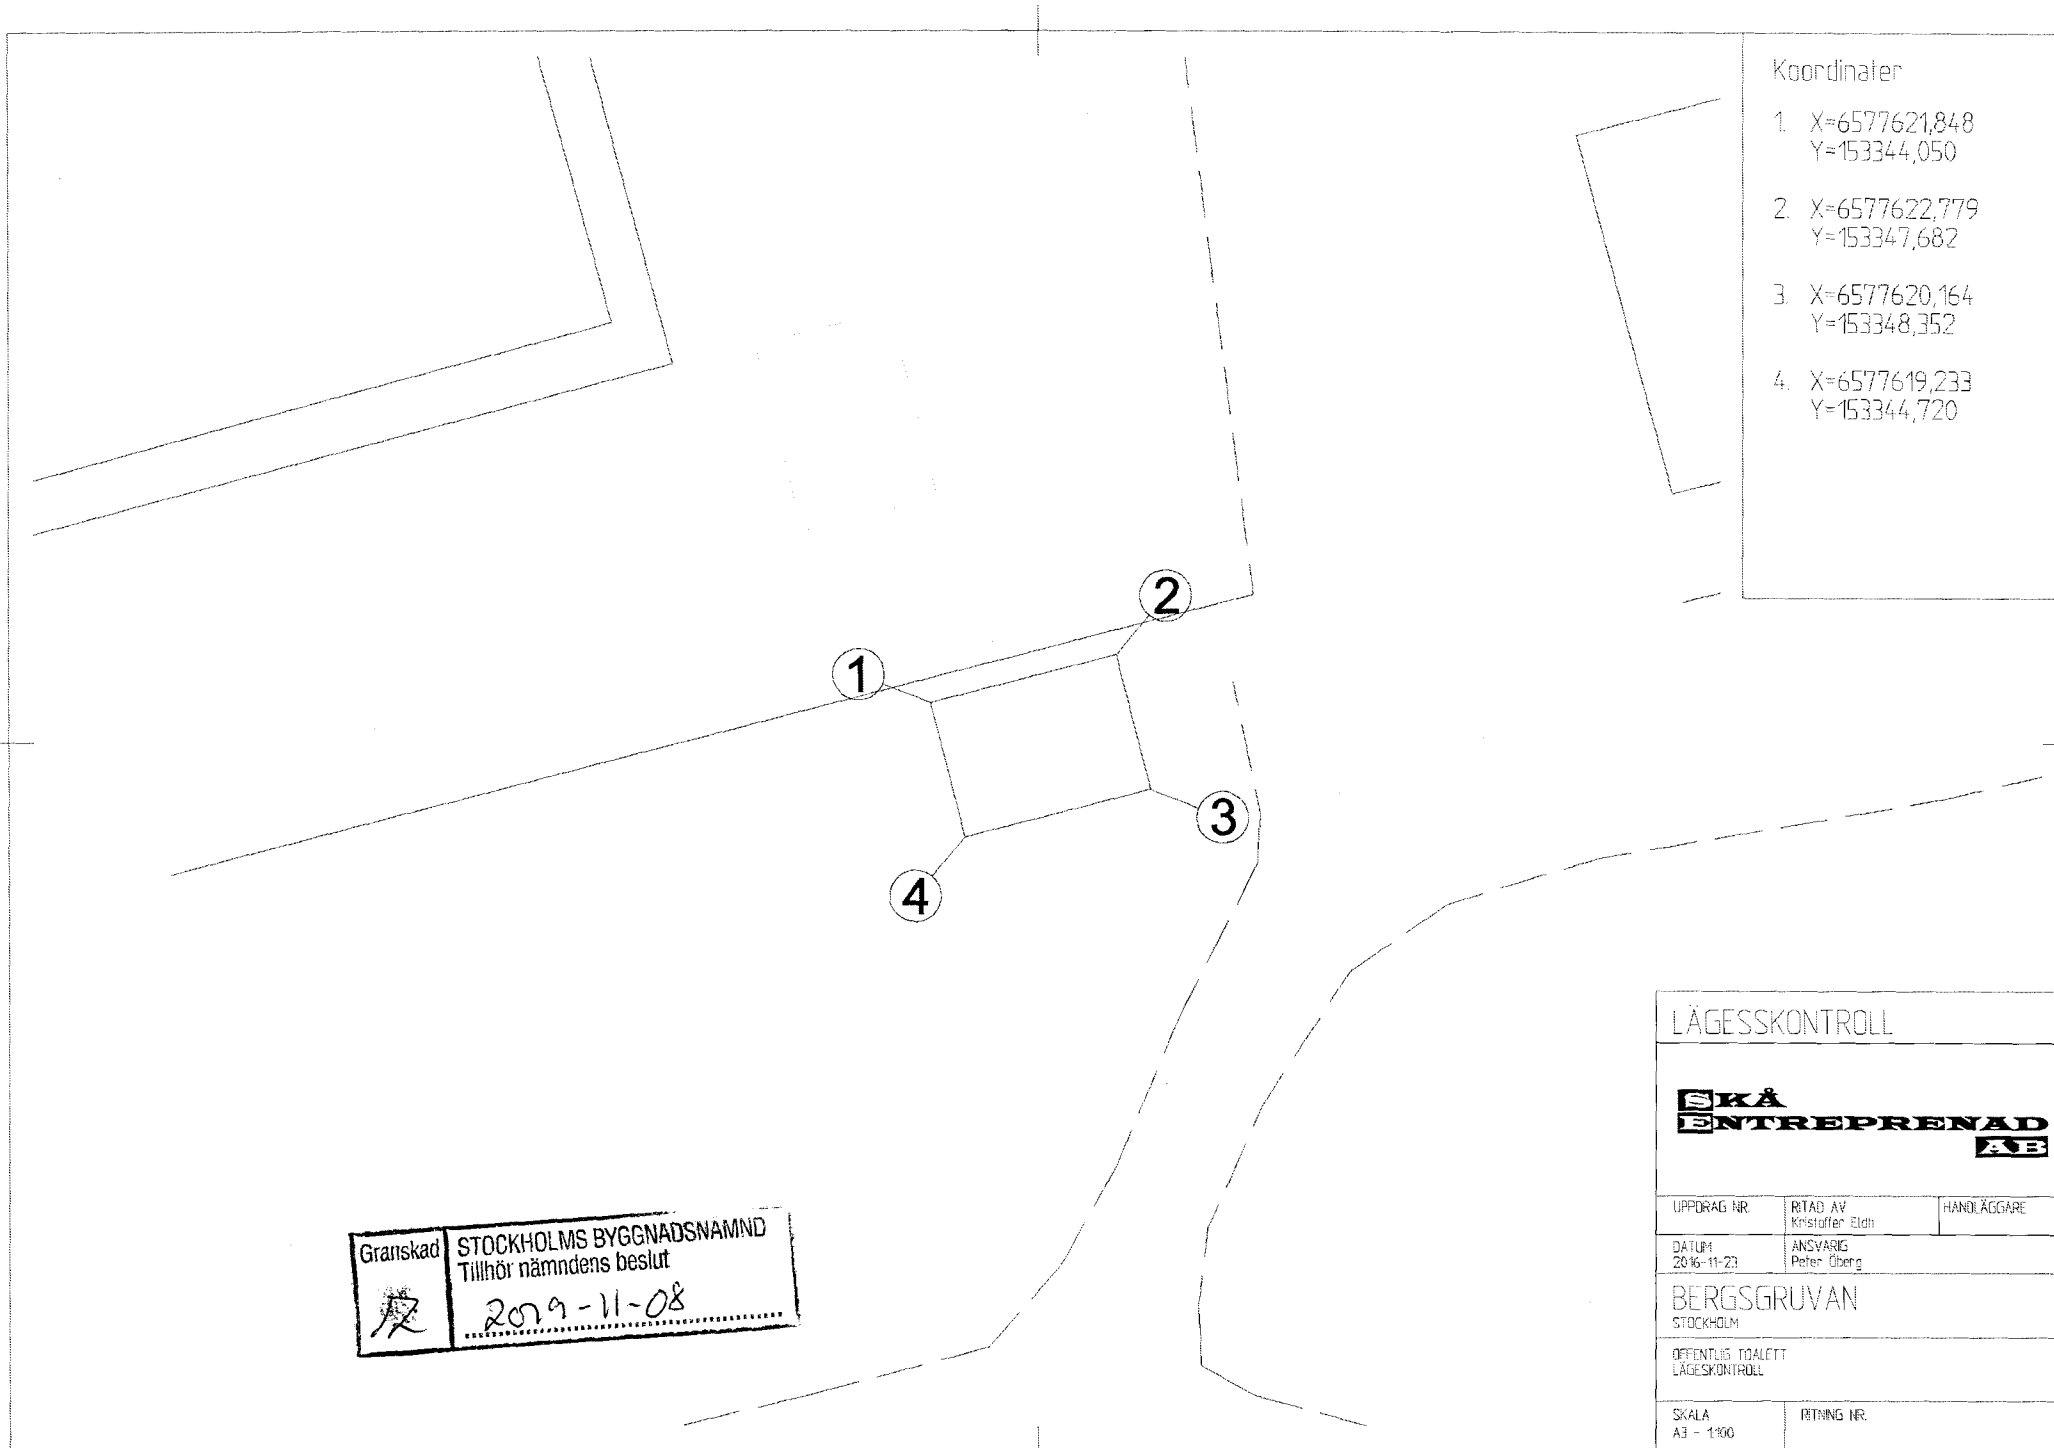 Koordinater
1. X=6577621,848
Y=153344,050
2. X=6577622,779
Y=153347,682
3. X=6577620,164
Y=153348,352
4. X=6577619,233
Y=153344,720
2
1
3
4
LÄGESSKONTROLL
SKÅ
ENTREPRENAD
AB
UPPDRAG NR. RITAD AV HANDLÄGGARE
Kristoffer Eldh
DATUM ANSVARIG
2016-11-23 Peter Öberg
BERGSGRUVAN
STOCKHOLM
OFFENTLIG TOALETT
LÄGESKONTROLL
SKALA RITNING NR.
A3 - 1:100
Granskad STOCKHOLMS BYGGNADSNÄMND
Tillhör nämndens beslut
2019-11-08